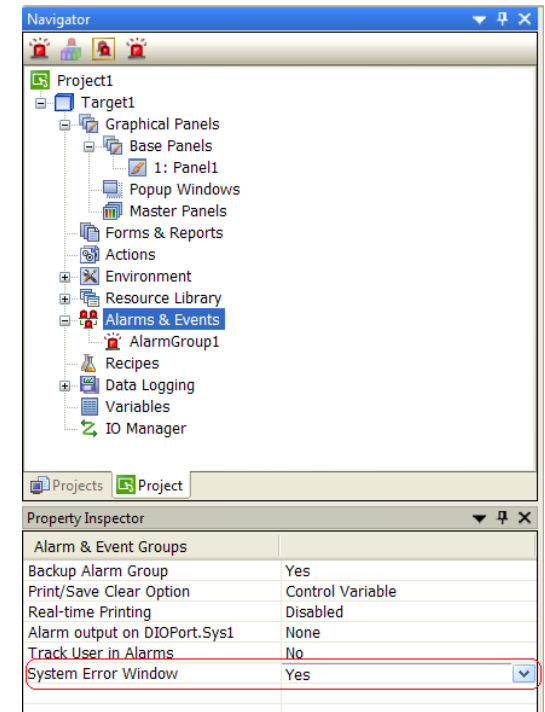 Navigator
Project1
Target1
Graphical Panels
Base Panels
1: Panel1
Popup Windows
Master Panels
Forms & Reports
Actions
Environment
Resource Library
Alarms & Events
AlarmGroup1
Recipes
Data Logging
Variables
IO Manager
Projects Project
Property Inspector
Alarm & Event Groups
Backup Alarm Group Yes
Print/Save Clear Option Control Variable
Real-time Printing Disabled
Alarm output on DIOPort.Sys1 None
Track User in Alarms No
System Error Window Yes